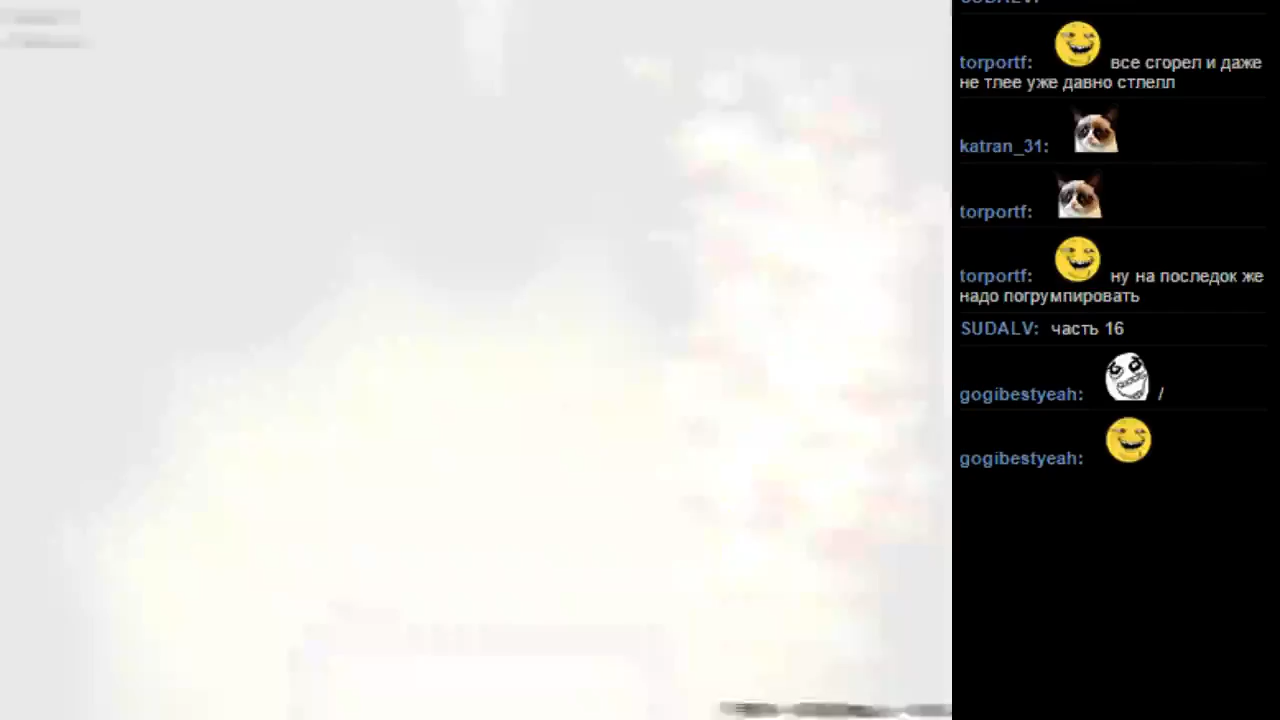 SUDALV:
torportf: все сгорел и даже
не тлее уже давно стлелл
katran_31:
torportf:
torportf: ну на последок же
надо погрумпировать
SUDALV: часть 16
gogibestyeah: /
gogibestyeah: